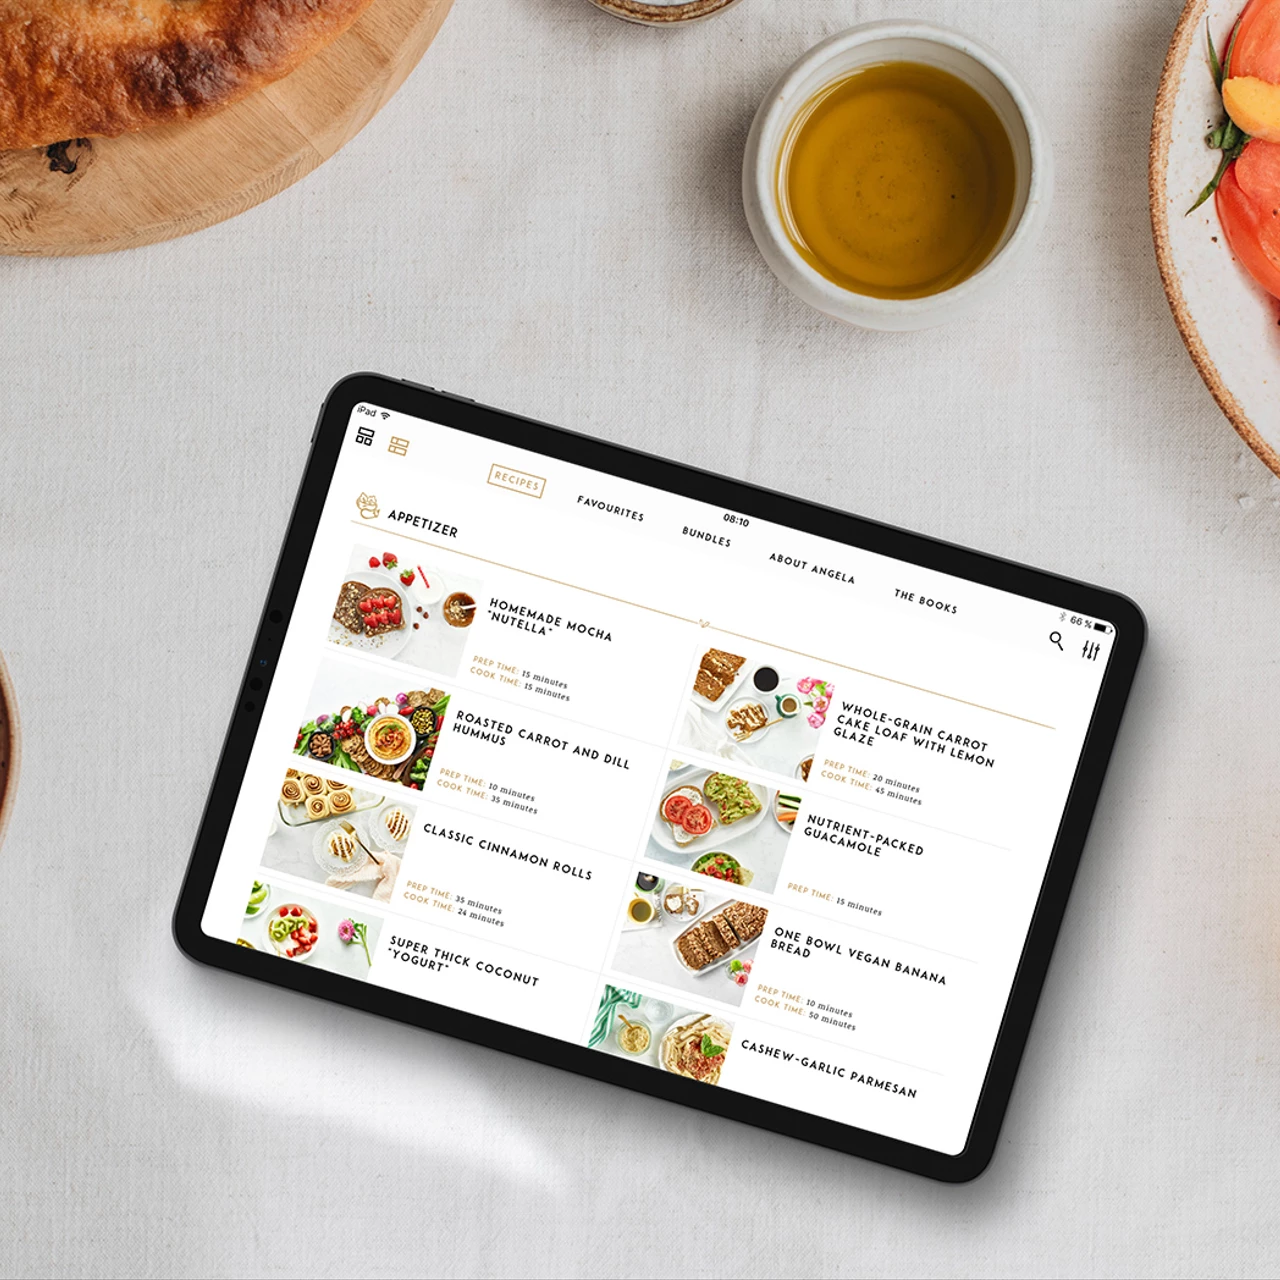 iPad
08:10
66 %
RECIPES
FAVOURITES
BUNDLES
ABOUT ANGELA
THE BOOKS
APPETIZER
HOMEMADE MOCHA
"NUTELLA"
PREP TIME: 15 minutes
COOK TIME: 15 minutes
ROASTED CARROT AND DILL
HUMMUS
PREP TIME: 10 minutes
COOK TIME: 35 minutes
CLASSIC CINNAMON ROLLS
PREP TIME: 35 minutes
COOK TIME: 24 minutes
SUPER THICK COCONUT
"YOGURT"
WHOLE-GRAIN CARROT
CAKE LOAF WITH LEMON
GLAZE
PREP TIME: 20 minutes
COOK TIME: 45 minutes
NUTRIENT-PACKED
GUACAMOLE
PREP TIME: 15 minutes
ONE BOWL VEGAN BANANA
BREAD
PREP TIME: 10 minutes
COOK TIME: 50 minutes
CASHEW-GARLIC PARMESAN